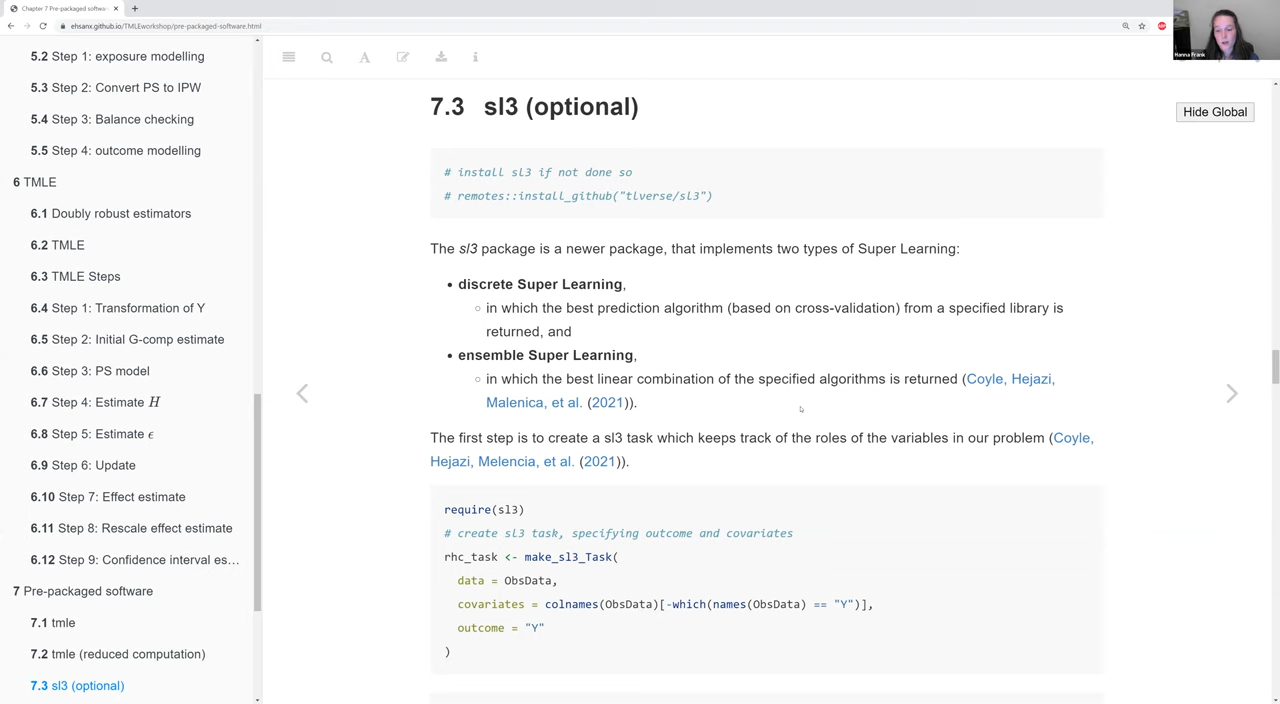 Chapter 7 Pre-packaged softwar
ehsanx.github.io/TMLEworkshop/pre-packaged-software.html
Hanna Frank
5.2 Step 1: exposure modelling
5.3 Step 2: Convert PS to IPW
5.4 Step 3: Balance checking
5.5 Step 4: outcome modelling
6 TMLE
6.1 Doubly robust estimators
6.2 TMLE
6.3 TMLE Steps
6.4 Step 1: Transformation of Y
6.5 Step 2: Initial G-comp estimate
6.6 Step 3: PS model
6.7 Step 4: Estimate H
6.8 Step 5: Estimate ϵ
6.9 Step 6: Update
6.10 Step 7: Effect estimate
6.11 Step 8: Rescale effect estimate
6.12 Step 9: Confidence interval es...
7 Pre-packaged software
7.1 tmle
7.2 tmle (reduced computation)
7.3 sl3 (optional)
7.3 sl3 (optional)
Hide Global
# install sl3 if not done so
# remotes::install_github("tlverse/sl3")
The sl3 package is a newer package, that implements two types of Super Learning:
• discrete Super Learning,
○ in which the best prediction algorithm (based on cross-validation) from a specified library is
returned, and
• ensemble Super Learning,
○ in which the best linear combination of the specified algorithms is returned (Coyle, Hejazi,
Malenica, et al. (2021)).
The first step is to create a sl3 task which keeps track of the roles of the variables in our problem (Coyle,
Hejazi, Melencia, et al. (2021)).
require(sl3)
# create sl3 task, specifying outcome and covariates
rhc_task <- make_sl3_Task(
data = ObsData,
covariates = colnames(ObsData)[-which(names(ObsData) == "Y")],
outcome = "Y"
)